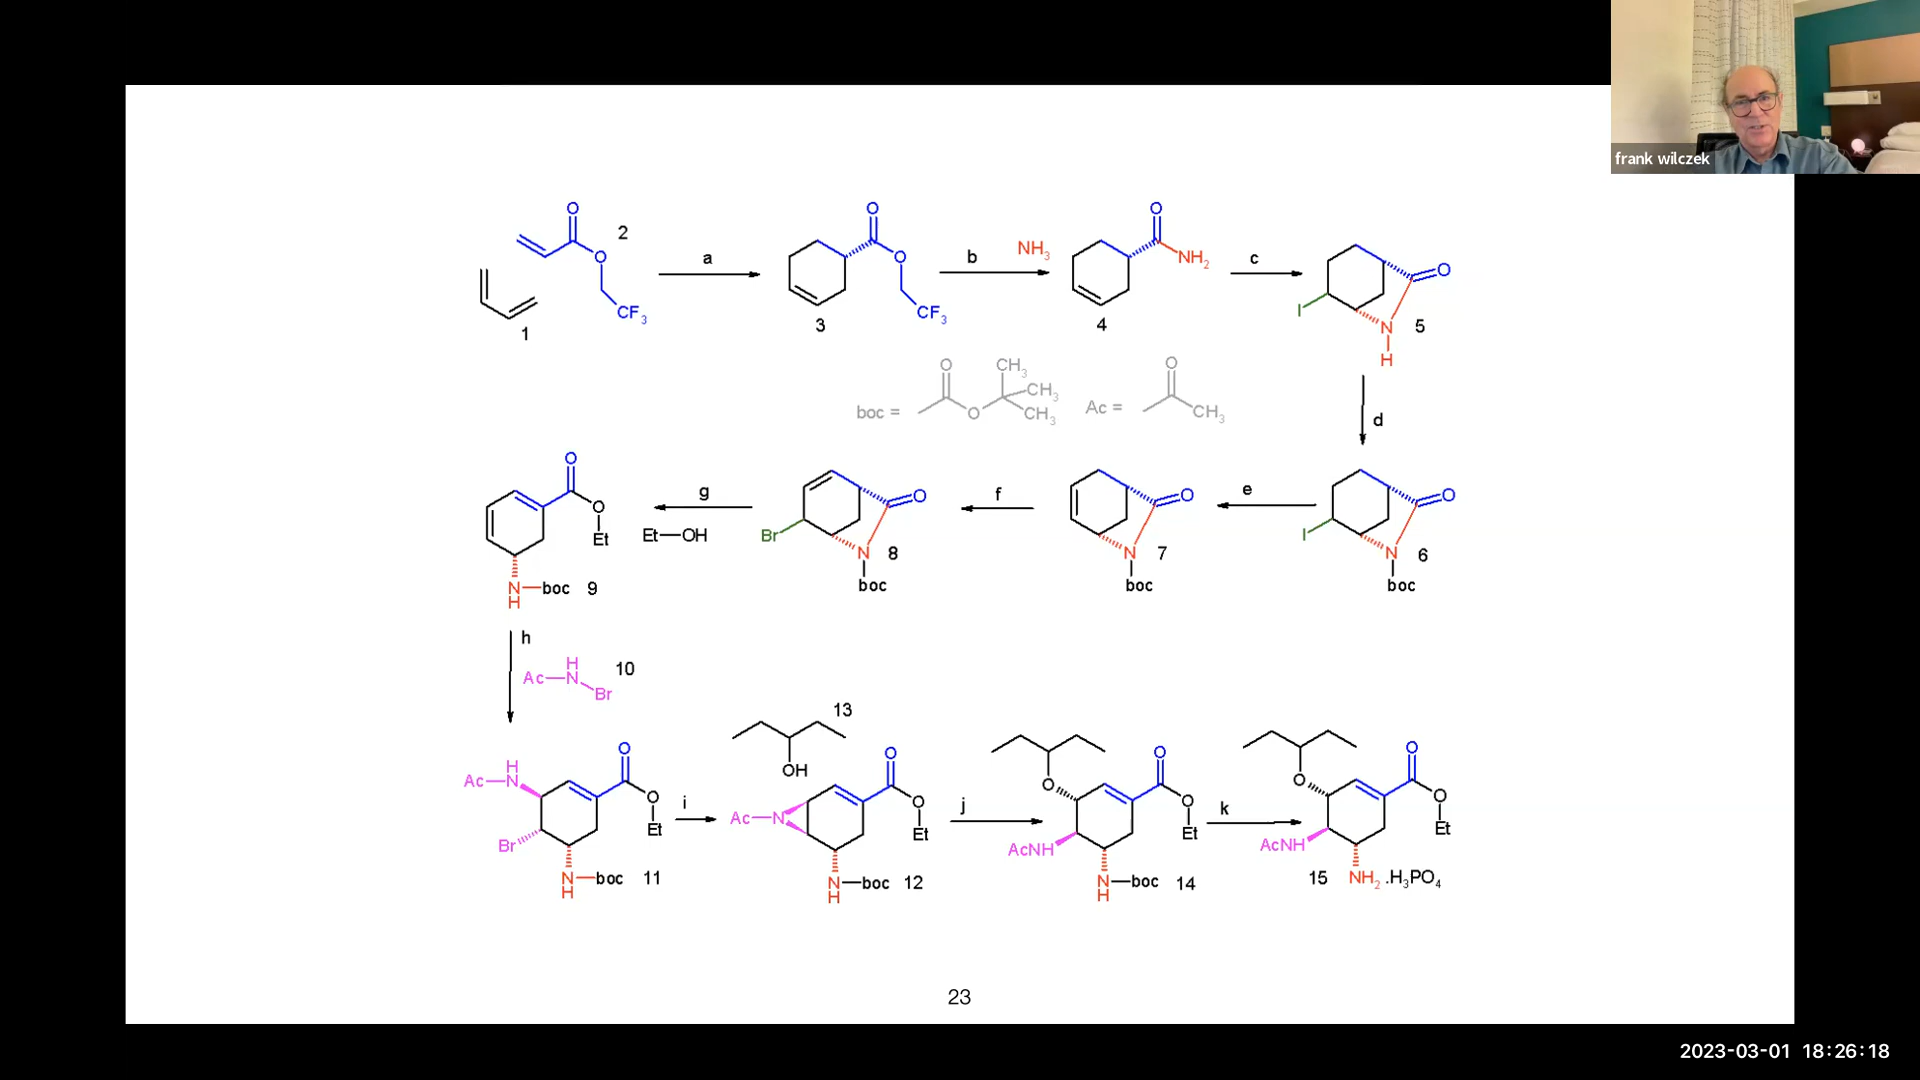 frank wilczek
O
2
O
CF3
1
a
O
O
CF3
3
b
NH3
O
NH2
4
c
O
I
N
H
5
boc =
O
O
CH3
CH3
CH3
Ac =
O
CH3
d
O
O
Et
N
H
boc
9
g
Et—OH
O
Br
N
boc
8
f
O
N
boc
7
e
O
I
N
boc
6
h
Ac
H
N
Br
10
13
OH
Ac
H
N
O
O
Et
Br
N
H
boc
11
i
Ac
N
O
O
Et
N
H
boc
12
j
O
O
O
Et
AcNH
N
H
boc
14
k
O
O
O
Et
AcNH
15
NH2 .H3PO4
23
2023-03-01 18:26:18